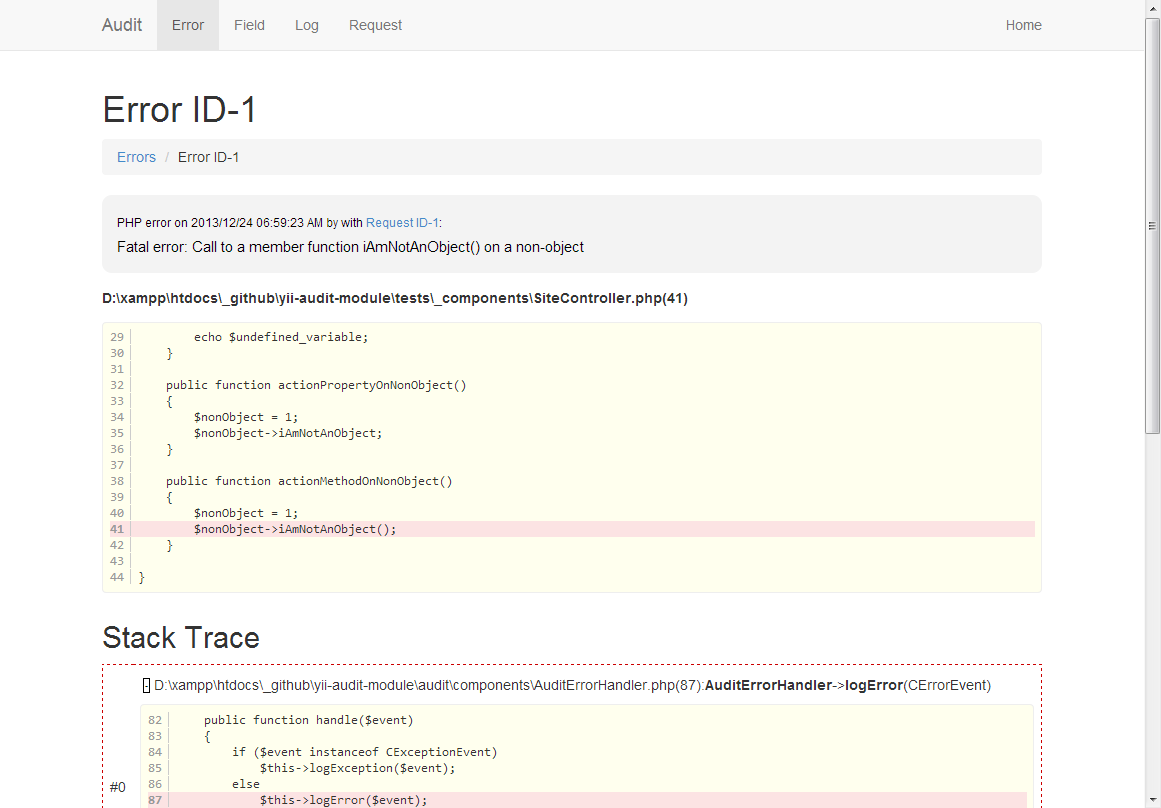 Audit Error Field Log Request Home
Error ID-1
Errors / Error ID-1
PHP error on 2013/12/24 06:59:23 AM by with Request ID-1:
Fatal error: Call to a member function iAmNotAnObject() on a non-object
D:\xampp\htdocs\_github\yii-audit-module\tests\_components\SiteController.php(41)
29         echo $undefined_variable;
30     }
31
32     public function actionPropertyOnNonObject()
33     {
34         $nonObject = 1;
35         $nonObject->iAmNotAnObject;
36     }
37
38     public function actionMethodOnNonObject()
39     {
40         $nonObject = 1;
41         $nonObject->iAmNotAnObject();
42     }
43
44 }
Stack Trace
- D:\xampp\htdocs\_github\yii-audit-module\audit\components\AuditErrorHandler.php(87):AuditErrorHandler->logError(CErrorEvent)
82     public function handle($event)
83     {
84         if ($event instanceof CExceptionEvent)
85             $this->logException($event);
#0
86         else
87             $this->logError($event);